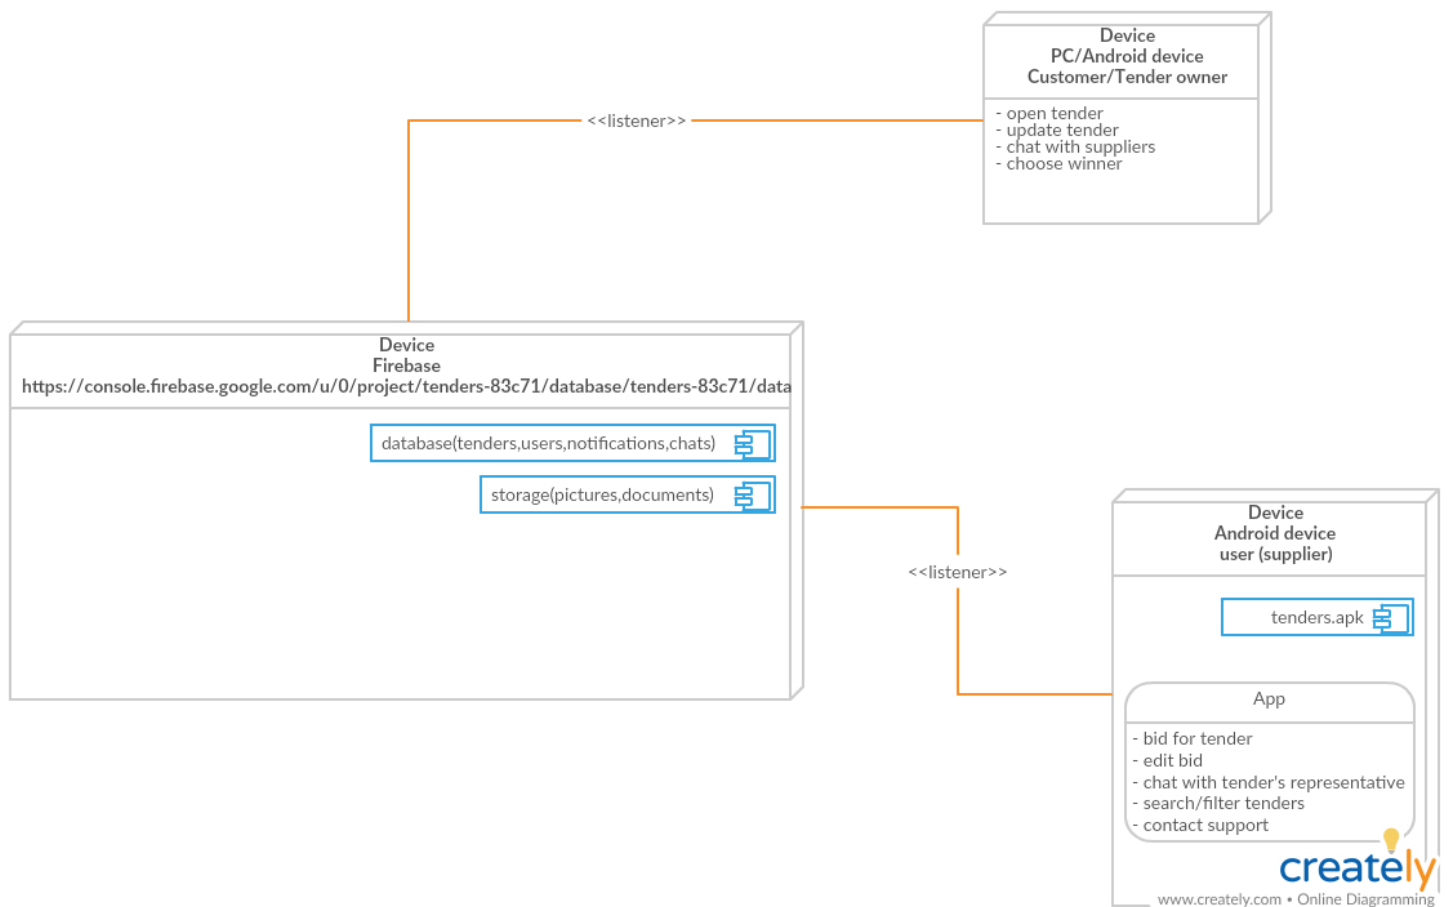 Device
PC/Android device
Customer/Tender owner
- open tender
- update tender
- chat with suppliers
- choose winner
<<listener>>
Device
Firebase
https://console.firebase.google.com/u/0/project/tenders-83c71/database/tenders-83c71/data
database(tenders,users,notifications,chats)
storage(pictures,documents)
<<listener>>
Device
Android device
user (supplier)
tenders.apk
App
- bid for tender
- edit bid
- chat with tender's representative
- search/filter tenders
- contact support
creately
www.creately.com • Online Diagramming